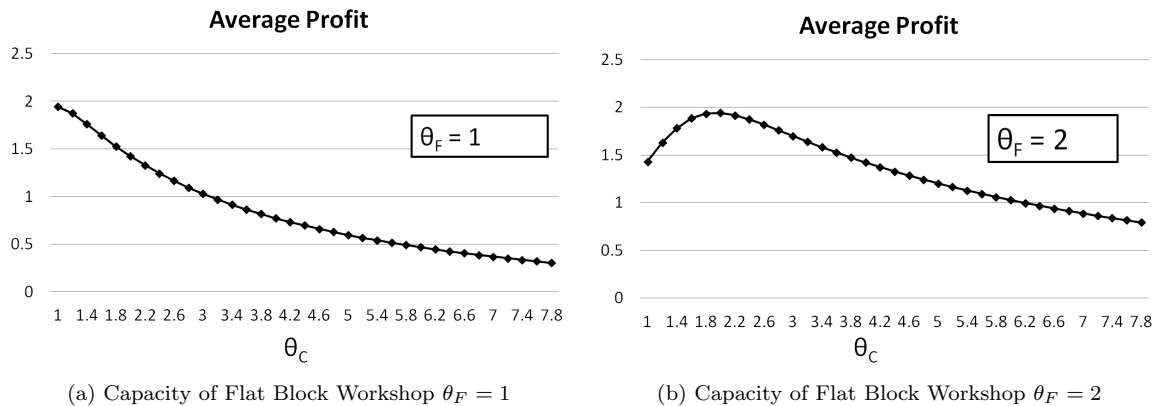 Average Profit
2.5
2
1.5
1
0.5
0
θF = 1
1 1.4 1.8 2.2 2.6 3 3.4 3.8 4.2 4.6 5 5.4 5.8 6.2 6.6 7 7.4 7.8
θC
(a) Capacity of Flat Block Workshop θF = 1
Average Profit
2.5
2
1.5
1
0.5
0
θF = 2
1 1.4 1.8 2.2 2.6 3 3.4 3.8 4.2 4.6 5 5.4 5.8 6.2 6.6 7 7.4 7.8
θC
(b) Capacity of Flat Block Workshop θF = 2